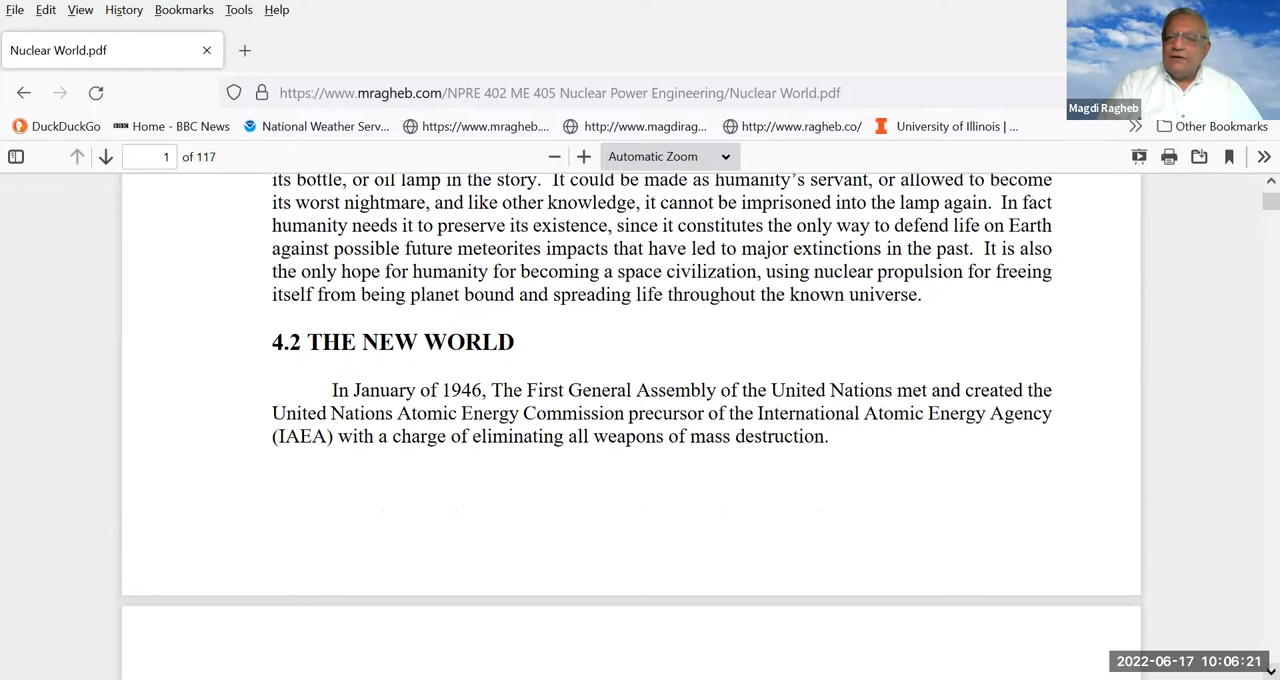 File Edit View History Bookmarks Tools Help
Nuclear World.pdf
https://www.mragheb.com/NPRE 402 ME 405 Nuclear Power Engineering/Nuclear World.pdf
Magdi Ragheb
DuckDuckGo BBC Home - BBC News National Weather Serv... https://www.mragheb.... http://www.magdirag... http://www.ragheb.co/ University of Illinois | ... Other Bookmarks
1 of 117 Automatic Zoom
its bottle, or oil lamp in the story. It could be made as humanity's servant, or allowed to become
its worst nightmare, and like other knowledge, it cannot be imprisoned into the lamp again. In fact
humanity needs it to preserve its existence, since it constitutes the only way to defend life on Earth
against possible future meteorites impacts that have led to major extinctions in the past. It is also
the only hope for humanity for becoming a space civilization, using nuclear propulsion for freeing
itself from being planet bound and spreading life throughout the known universe.
4.2 THE NEW WORLD
In January of 1946, The First General Assembly of the United Nations met and created the
United Nations Atomic Energy Commission precursor of the International Atomic Energy Agency
(IAEA) with a charge of eliminating all weapons of mass destruction.
2022-06-17 10:06:21